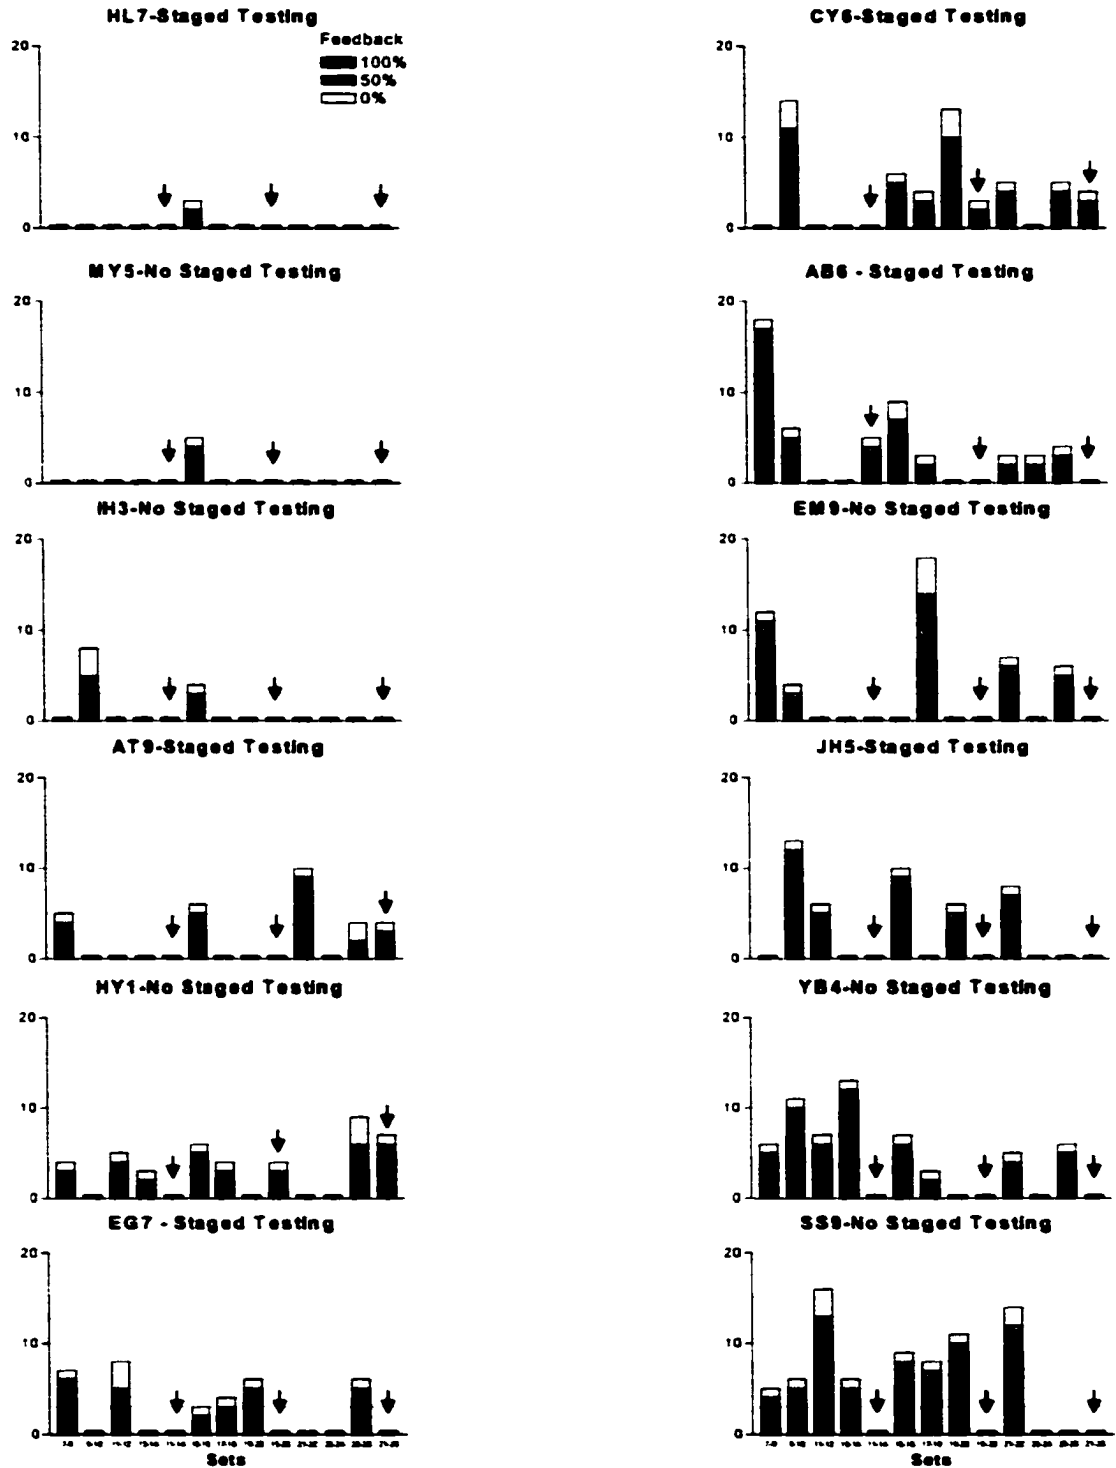 HL7-Staged Testing
Feedback
100%
50%
0%
20
10
0
CY6-Staged Testing
20
10
0
MY5-No Staged Testing
20
10
0
AB6 - Staged Testing
20
10
0
IH3-No Staged Testing
20
10
0
EM9-No Staged Testing
20
10
0
AT9-Staged Testing
20
10
0
JH5-Staged Testing
20
10
0
HY1-No Staged Testing
20
10
0
YB4-No Staged Testing
20
10
0
EG7 - Staged Testing
20
10
0
Sets
SS9-No Staged Testing
20
10
0
Sets